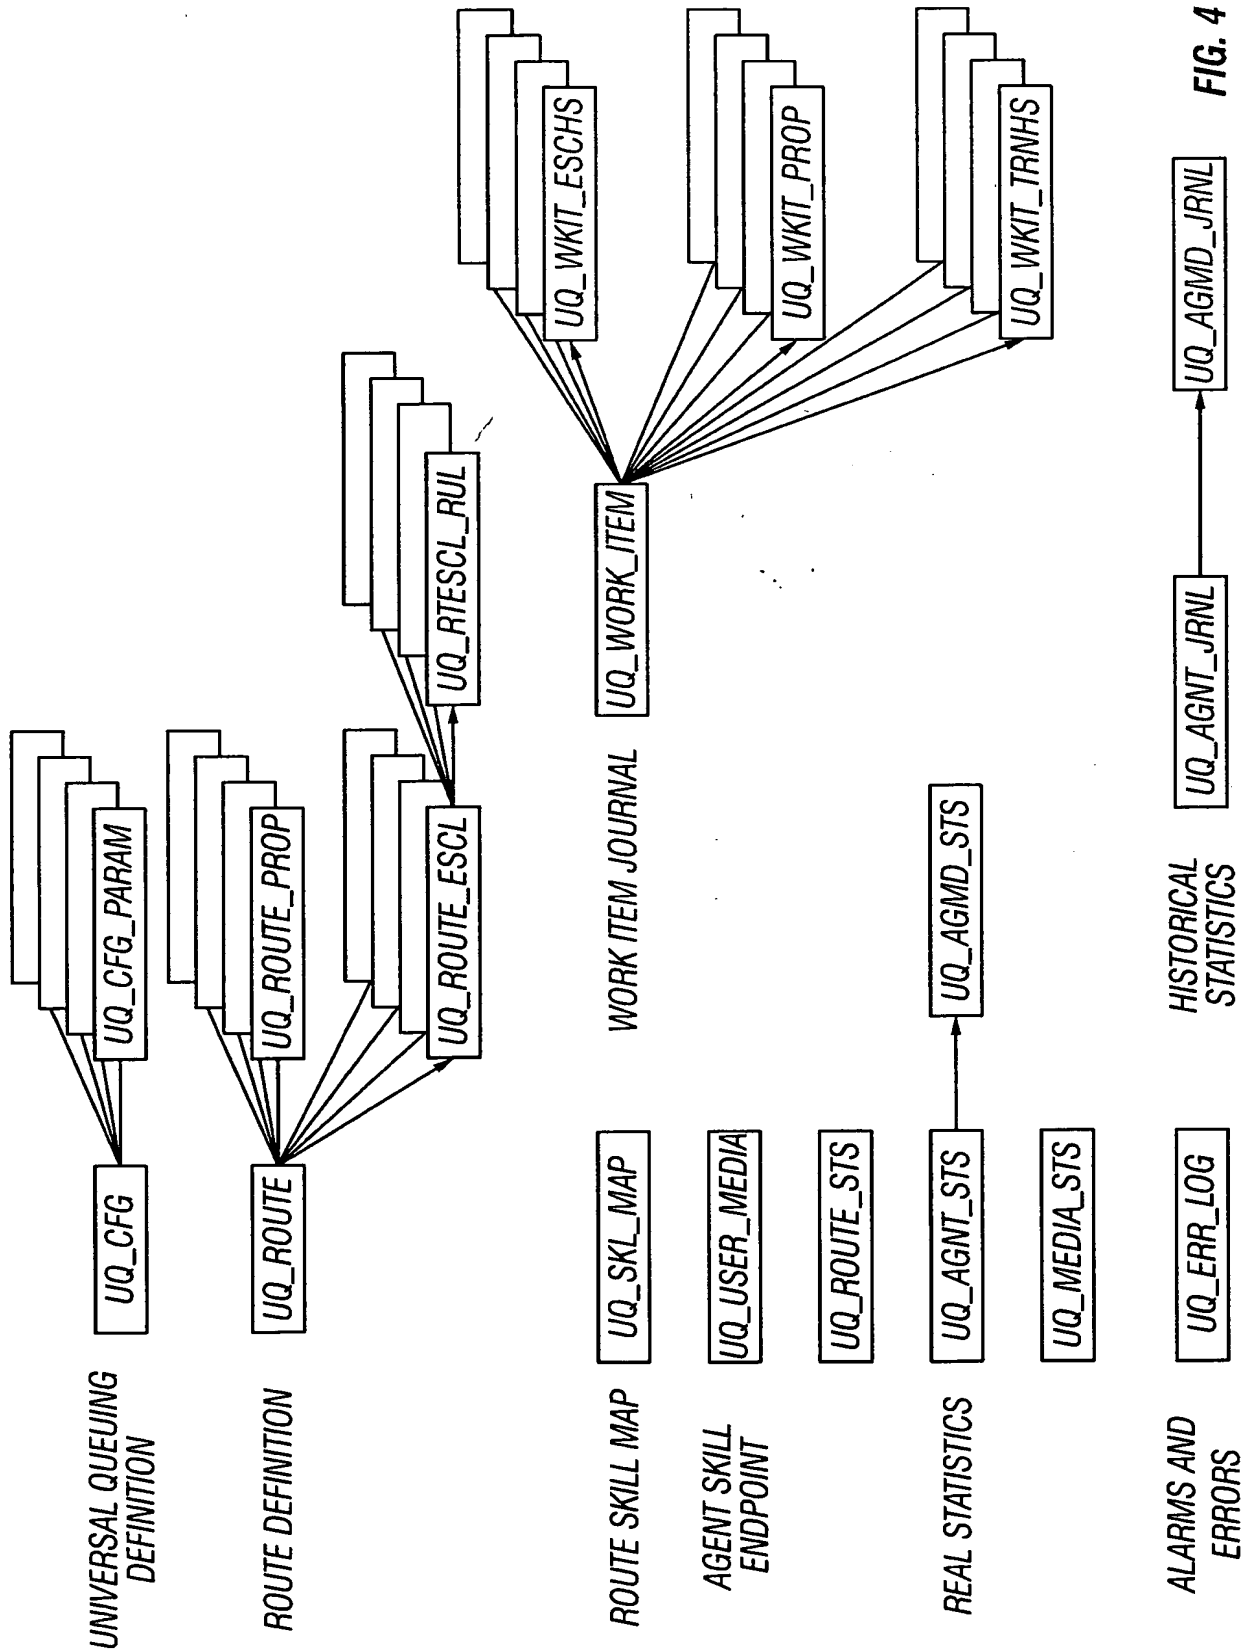 UNIVERSAL QUEUING
DEFINITION
UQ_CFG
UQ_CFG_PARAM
ROUTE DEFINITION
UQ_ROUTE
UQ_ROUTE_PROP
UQ_ROUTE_ESCL
UQ_RTESCL_RUL
ROUTE SKILL MAP
UQ_SKL_MAP
WORK ITEM JOURNAL
UQ_WORK_ITEM
UQ_WKIT_ESCHS
UQ_WKIT_PROP
UQ_WKIT_TRNHS
AGENT SKILL
ENDPOINT
UQ_USER_MEDIA
REAL STATISTICS
UQ_ROUTE_STS
UQ_AGNT_STS
UQ_AGMD_STS
UQ_MEDIA_STS
ALARMS AND
ERRORS
UQ_ERR_LOG
HISTORICAL
STATISTICS
UQ_AGNT_JRNL
UQ_AGMD_JRNL
FIG. 4